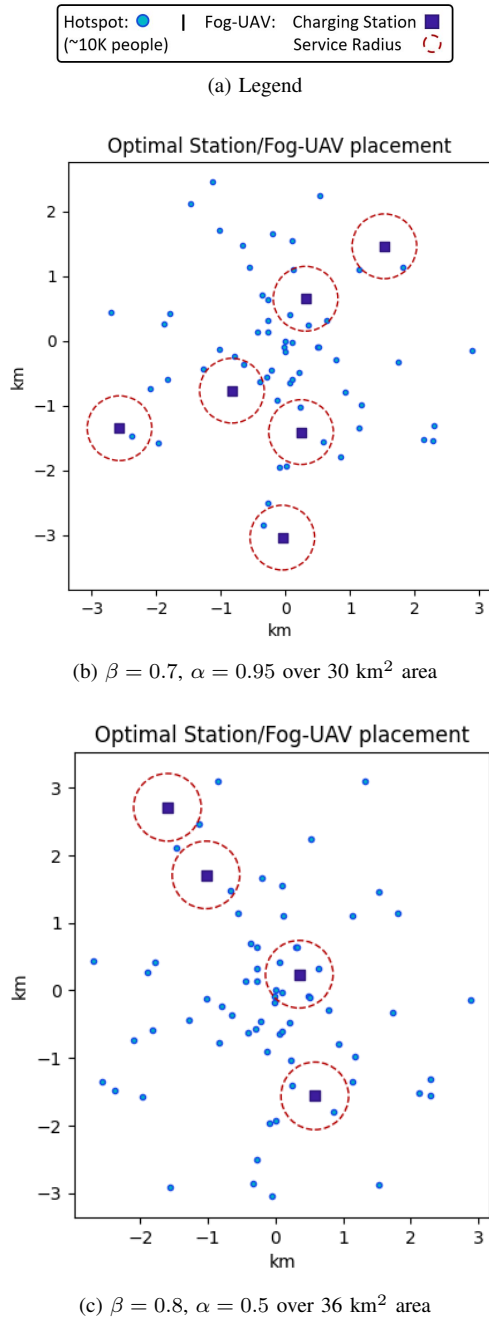 Hotspot: | Fog-UAV: Charging Station
(~10K people) Service Radius
(a) Legend
Optimal Station/Fog-UAV placement
2
1
0
−1
−2
−3
km
−3 −2 −1 0 1 2 3
km
(b) β = 0.7, α = 0.95 over 30 km² area
Optimal Station/Fog-UAV placement
3
2
1
0
−1
−2
−3
km
−2 −1 0 1 2 3
km
(c) β = 0.8, α = 0.5 over 36 km² area